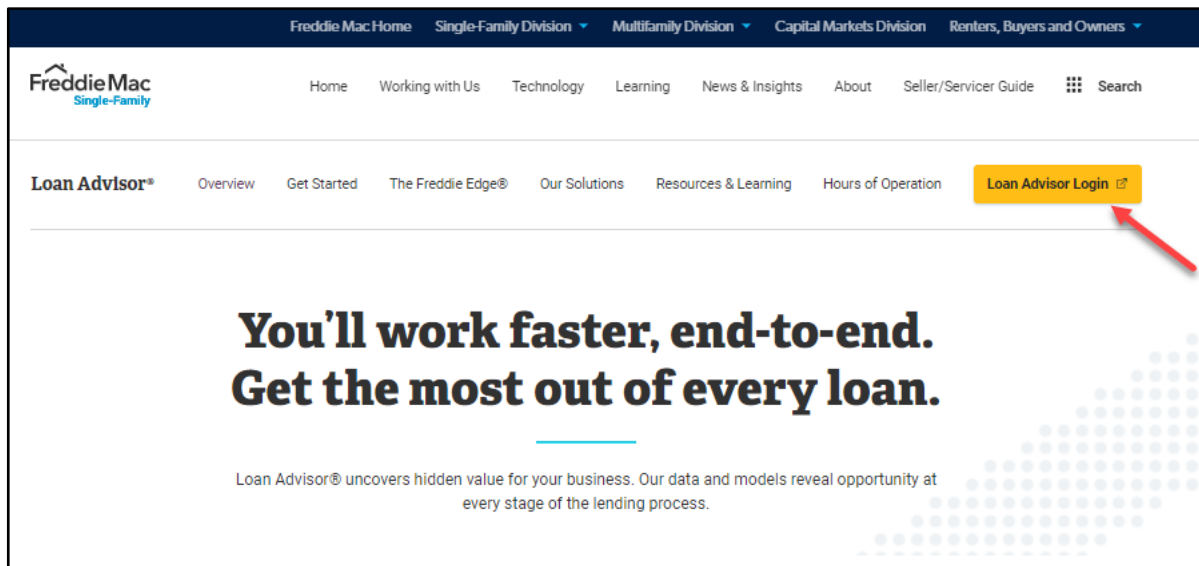 Freddie Mac Home Single-Family Division Multifamily Division Capital Markets Division Renters, Buyers and Owners
Freddie Mac
Single-Family
Home Working with Us Technology Learning News & Insights About Seller/Servicer Guide Search
Loan Advisor® Overview Get Started The Freddie Edge® Our Solutions Resources & Learning Hours of Operation Loan Advisor Login
You'll work faster, end-to-end.
Get the most out of every loan.
Loan Advisor® uncovers hidden value for your business. Our data and models reveal opportunity at
every stage of the lending process.